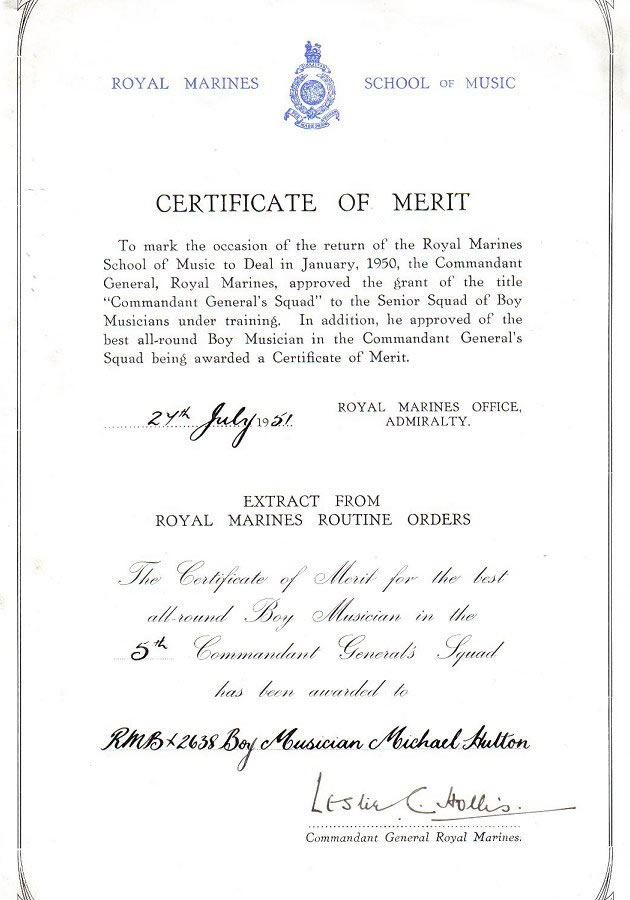 ROYAL MARINES SCHOOL OF MUSIC
CERTIFICATE OF MERIT
To mark the occasion of the return of the Royal Marines
School of Music to Deal in January, 1950, the Commandant
General, Royal Marines, approved the grant of the title
“Commandant General's Squad” to the Senior Squad of Boy
Musicians under training. In addition, he approved of the
best all-round Boy Musician in the Commandant General's
Squad being awarded a Certificate of Merit.
27th July 1951
ROYAL MARINES OFFICE,
ADMIRALTY.
EXTRACT FROM
ROYAL MARINES ROUTINE ORDERS
The Certificate of Merit for the best
all-round Boy Musician in the
5th Commandant General's Squad
has been awarded to
RMB X 2638 Boy Musician Michael Hutton
Leslie C. Hollis.
Commandant General Royal Marines.